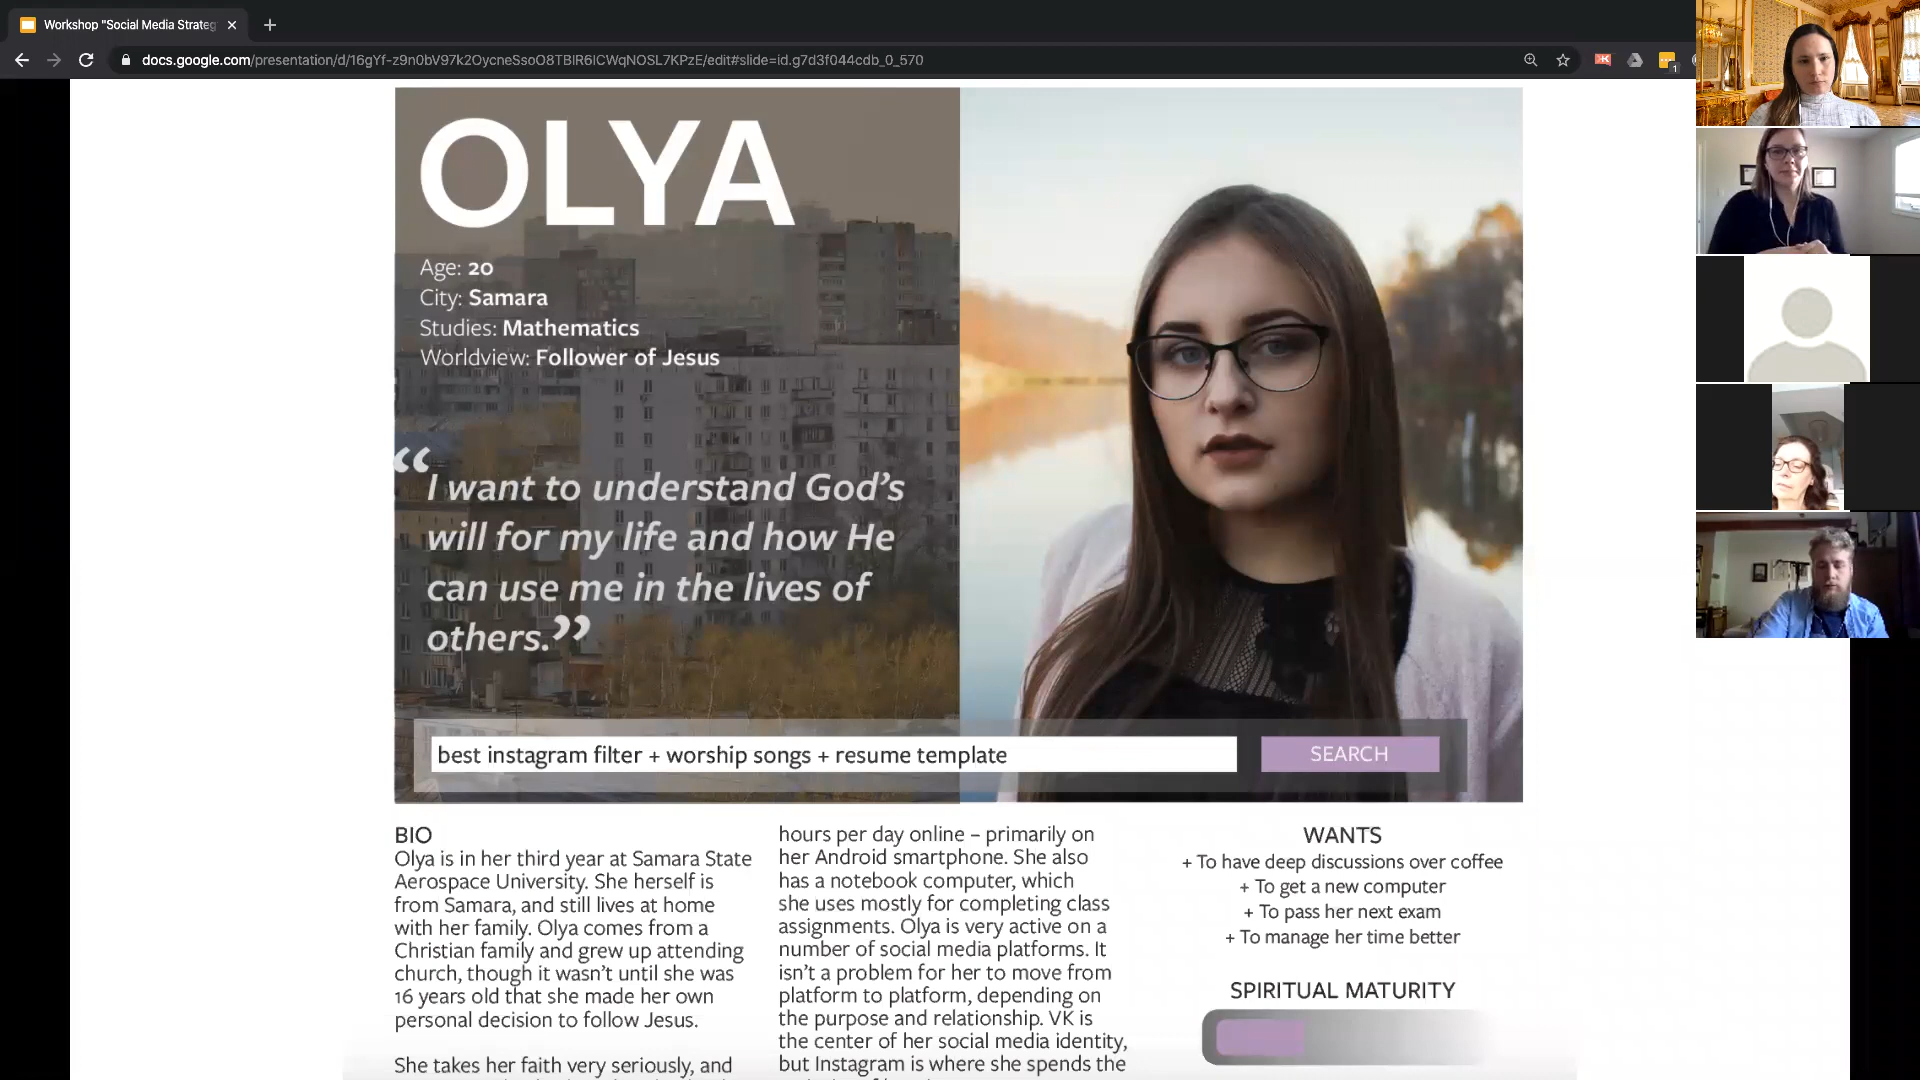 Workshop "Social Media Strateg
docs.google.com/presentation/d/16gYf-z9n0bV97k2OycneSsoO8TBlR6lCWqNOSL7KPzE/edit#slide=id.g7d3f044cdb_0_570
1
OLYA
Age: 20
City: Samara
Studies: Mathematics
Worldview: Follower of Jesus
“I want to understand God’s
will for my life and how He
can use me in the lives of
others.”
best instagram filter + worship songs + resume template
SEARCH
BIO
Olya is in her third year at Samara State
Aerospace University. She herself is
from Samara, and still lives at home
with her family. Olya comes from a
Christian family and grew up attending
church, though it wasn’t until she was
16 years old that she made her own
personal decision to follow Jesus.
She takes her faith very seriously, and
hours per day online – primarily on
her Android smartphone. She also
has a notebook computer, which
she uses mostly for completing class
assignments. Olya is very active on a
number of social media platforms. It
isn’t a problem for her to move from
platform to platform, depending on
the purpose and relationship. VK is
the center of her social media identity,
but Instagram is where she spends the
WANTS
+ To have deep discussions over coffee
+ To get a new computer
+ To pass her next exam
+ To manage her time better
SPIRITUAL MATURITY